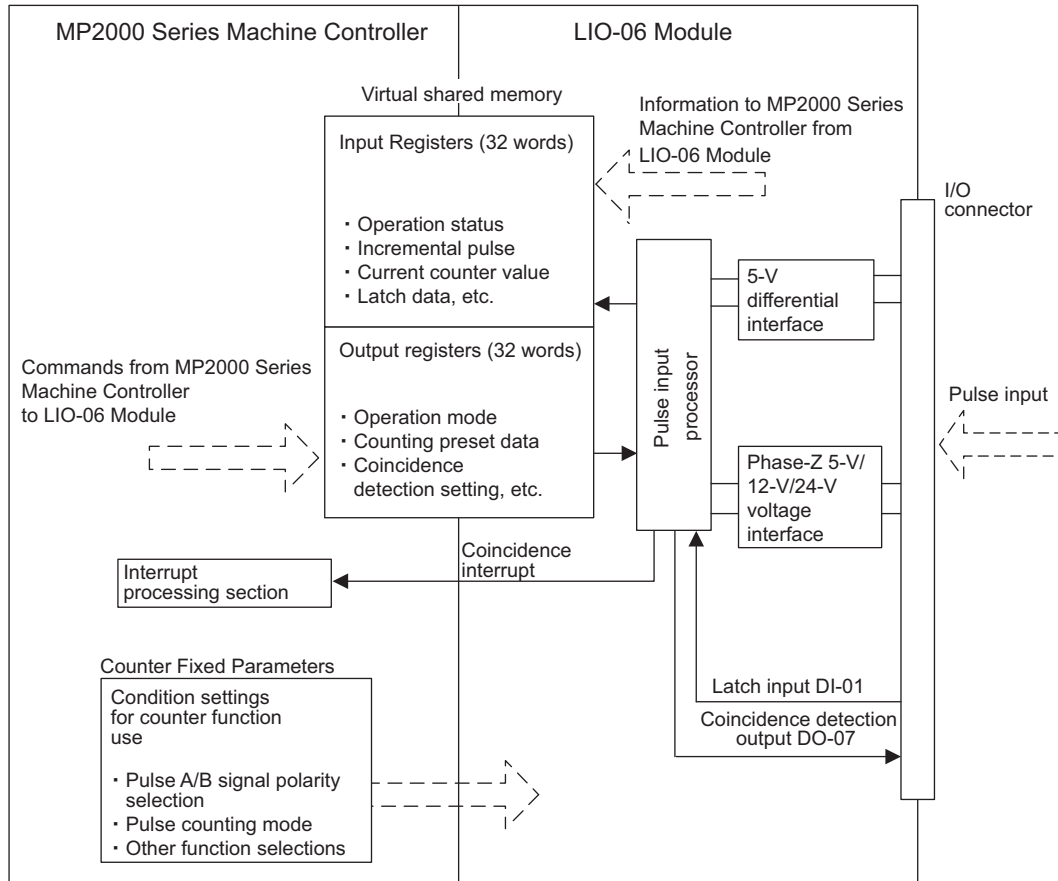 MP2000 Series Machine Controller
LIO-06 Module
Virtual shared memory
Information to MP2000 Series
Machine Controller from
LIO-06 Module
Input Registers (32 words)
・Operation status
・Incremental pulse
・Current counter value
・Latch data, etc.
I/O
connector
5-V
differential
interface
Pulse input
processor
Output registers (32 words)
・Operation mode
・Counting preset data
・Coincidence
detection setting, etc.
Commands from MP2000 Series
Machine Controller
to LIO-06 Module
Pulse input
Phase-Z 5-V/
12-V/24-V
voltage
interface
Coincidence
interrupt
Interrupt
processing section
Counter Fixed Parameters
Condition settings
for counter function
use
・Pulse A/B signal polarity
selection
・Pulse counting mode
・Other function selections
Latch input DI-01
Coincidence detection
output DO-07